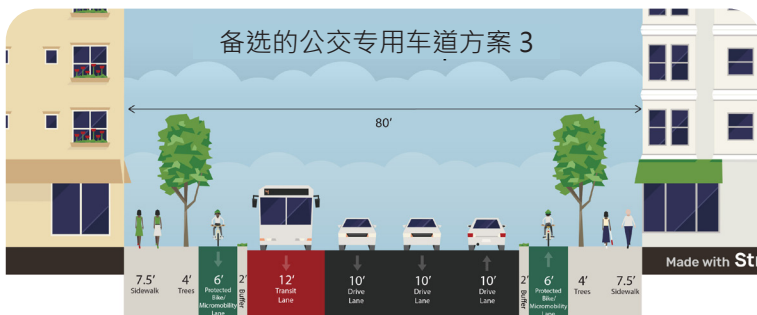 备选的公交专用车道方案 3
80'
7.5'
Sidewalk
4'
Trees
6'
Protected
Bike/
Micromobility
Lane
2'
Buffer
12'
Transit
Lane
10'
Drive
Lane
10'
Drive
Lane
10'
Drive
Lane
2'
Buffer
6'
Protected
Bike/
Micromobility
Lane
4'
Trees
7.5'
Sidewalk
Made with Str